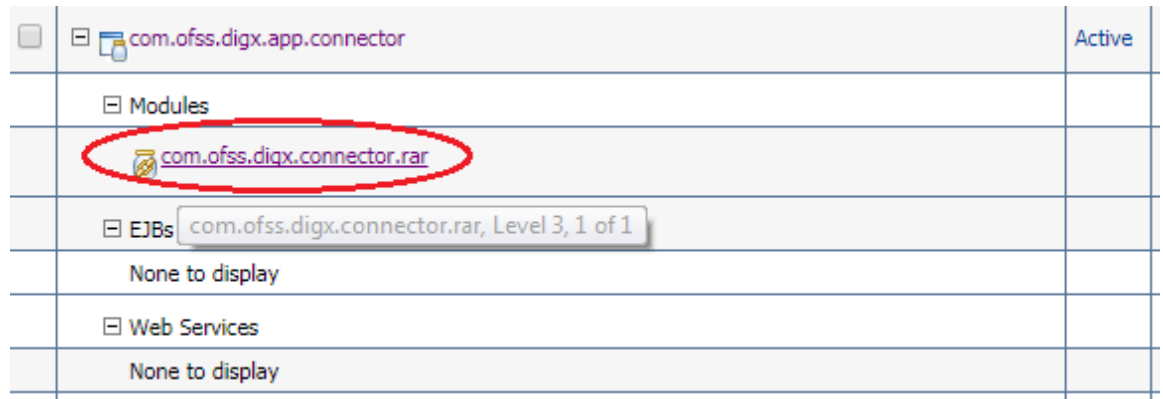 com.ofss.digx.app.connector Active
Modules
com.ofss.digx.connector.rar
EJBs com.ofss.digx.connector.rar, Level 3, 1 of 1
None to display
Web Services
None to display